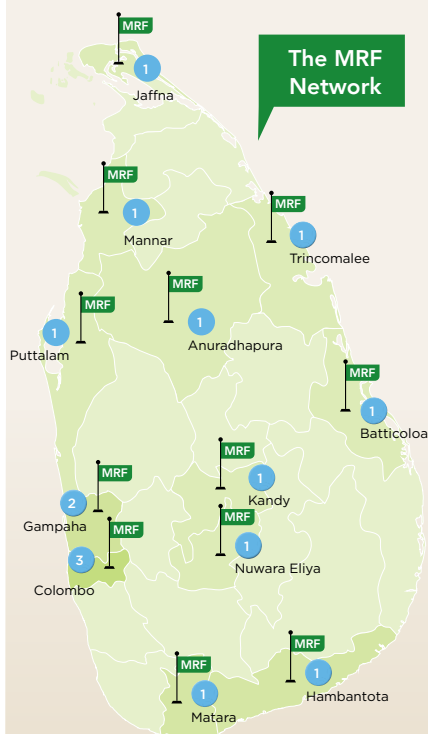 MRF
The MRF
Network
1
Jaffna
MRF
1
Mannar
MRF
1
Trincomalee
MRF
1
Anuradhapura
MRF
1
Puttalam
MRF
1
Batticoloa
MRF
1
Kandy
MRF
2
Gampaha
MRF
1
Nuwara Eliya
MRF
3
Colombo
MRF
1
Hambantota
MRF
1
Matara